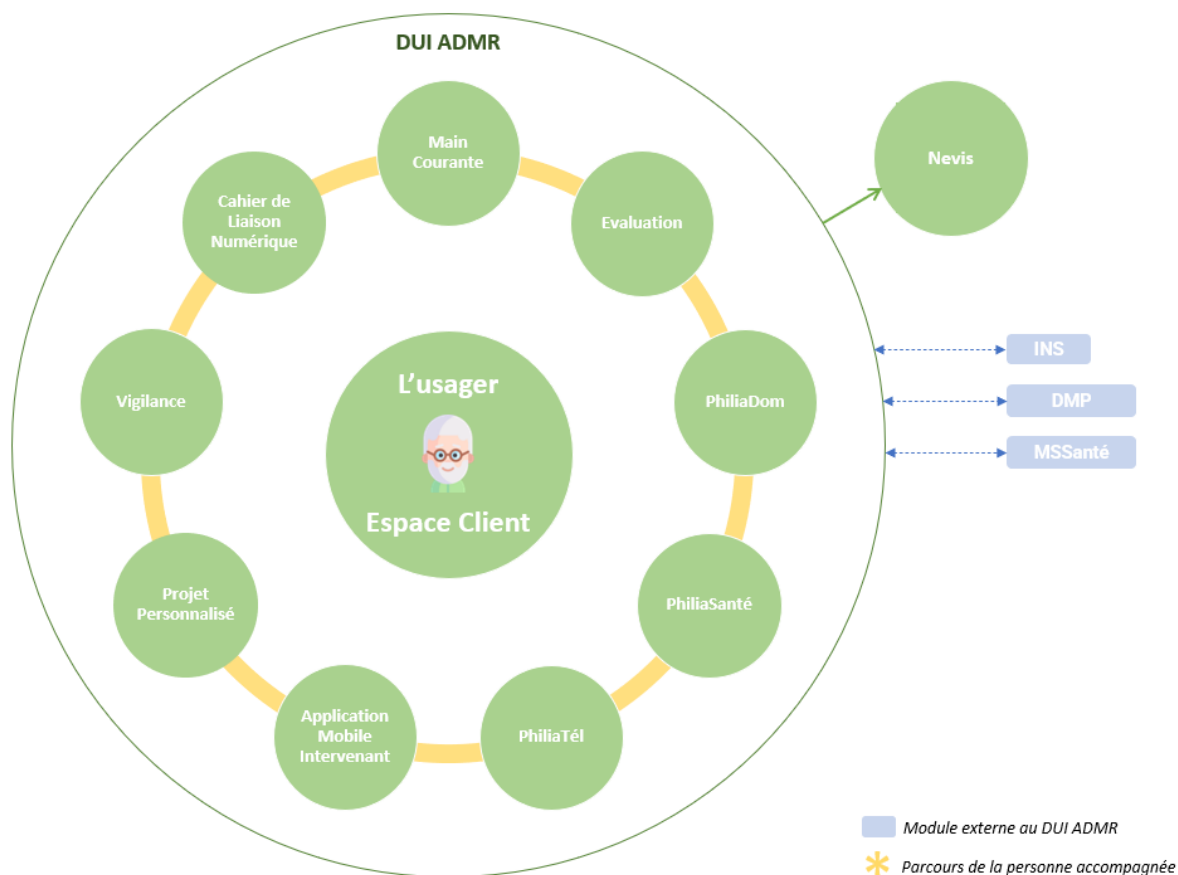 DUI ADMR
Main
Courante
Evaluation
PhiliaDom
PhiliaSanté
PhiliaTél
Application
Mobile
Intervenant
Projet
Personnalisé
Vigilance
Cahier de
Liaison
Numérique
L'usager
Espace Client
Nevis
INS
DMP
MSSanté
Module externe au DUI ADMR
Parcours de la personne accompagnée